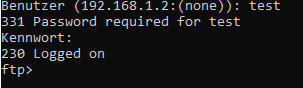 Benutzer (192.168.1.2:(none)): test
331 Password required for test
Kennwort:
230 Logged on
ftp>